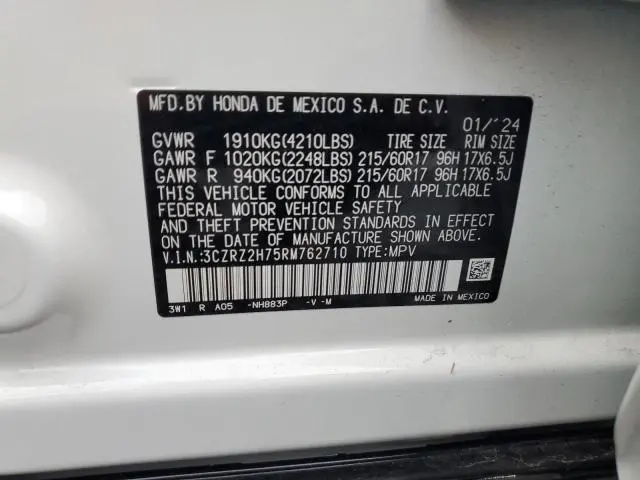 MFD.BY HONDA DE MEXICO S.A. DE C.V.
01/'24
GVWR 1910KG(4210LBS) TIRE SIZE RIM SIZE
GAWR F 1020KG(2248LBS) 215/60R17 96H 17X6.5J
GAWR R 940KG(2072LBS) 215/60R17 96H 17X6.5J
THIS VEHICLE CONFORMS TO ALL APPLICABLE
FEDERAL MOTOR VEHICLE SAFETY
AND THEFT PREVENTION STANDARDS IN EFFECT
ON THE DATE OF MANUFACTURE SHOWN ABOVE.
V.I.N.:3CZRZ2H75RM762710 TYPE:MPV
3W1 R A05 -NH883P -V -M
MADE IN MEXICO